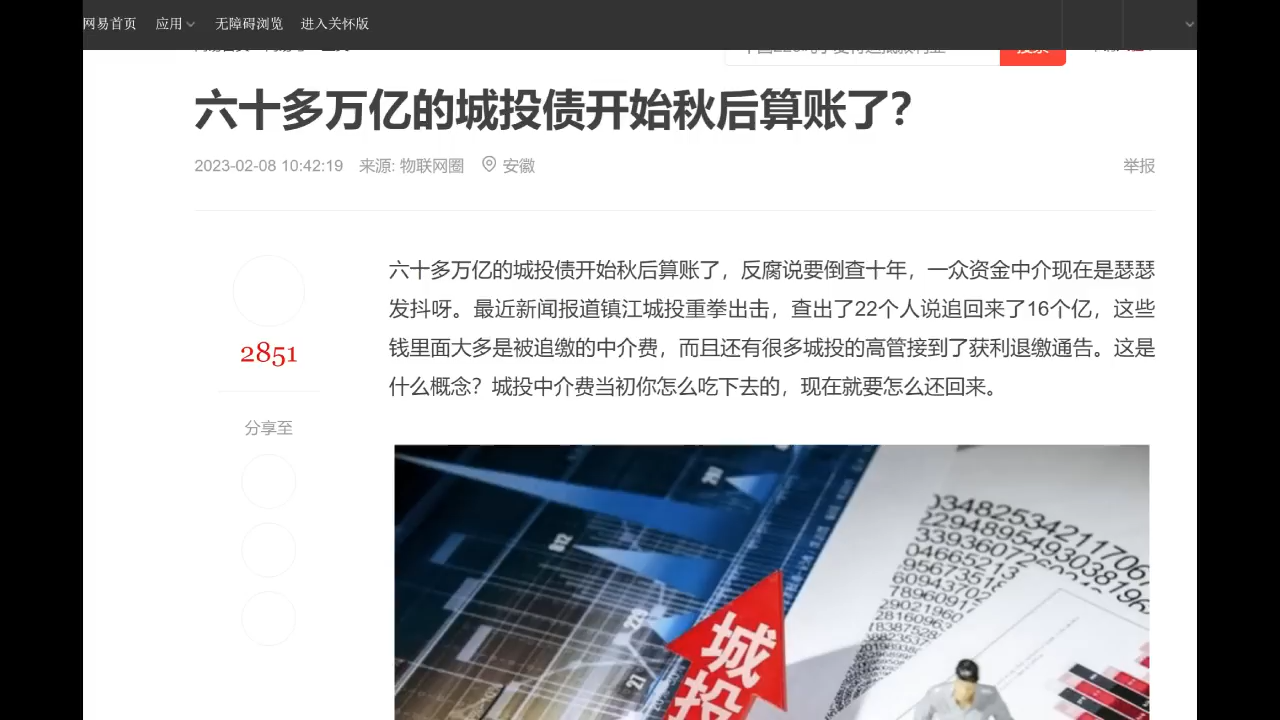 网易首页 应用 无障碍浏览 进入关怀版
六十多万亿的城投债开始秋后算账了？
2023-02-08 10:42:19 来源: 物联网圈 安徽
举报
六十多万亿的城投债开始秋后算账了，反腐说要倒查十年，一众资金中介现在是瑟瑟
发抖呀。最近新闻报道镇江城投重拳出击，查出了22个人说追回来了16个亿，这些
钱里面大多是被追缴的中介费，而且还有很多城投的高管接到了获利退缴通告。这是
什么概念？城投中介费当初你怎么吃下去的，现在就要怎么还回来。
2851
分享至
城投